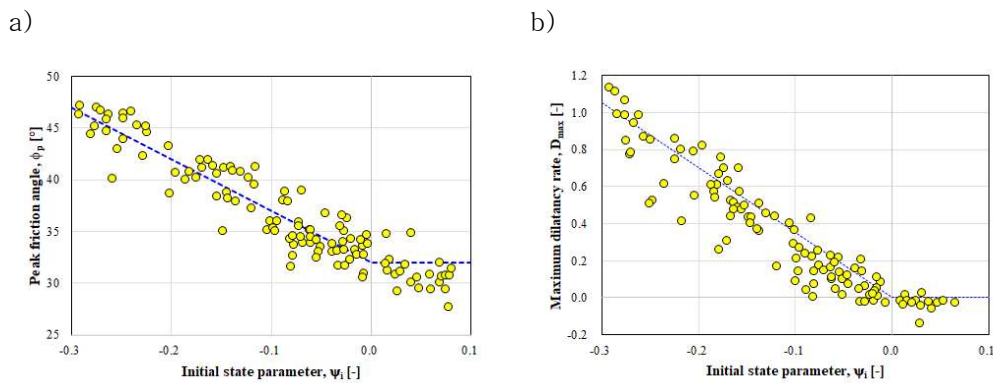 a)
b)
50
45
40
35
30
25
Peak friction angle, ϕp [°]
-0.3 -0.2 -0.1 0.0 0.1
Initial state parameter, ψi [-]
1.2
1.0
0.8
0.6
0.4
0.2
0.0
-0.2
Maximum dilatancy rate, Dmax [-]
-0.3 -0.2 -0.1 0.0 0.1
Initial state parameter, ψi [-]